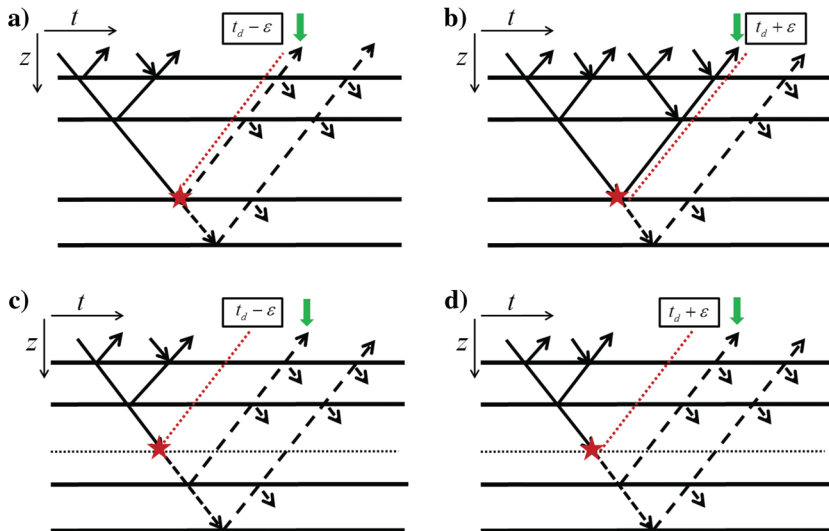 a)
t
z
t_d − ε
b)
t
z
t_d + ε
c)
t
z
t_d − ε
d)
t
z
t_d + ε